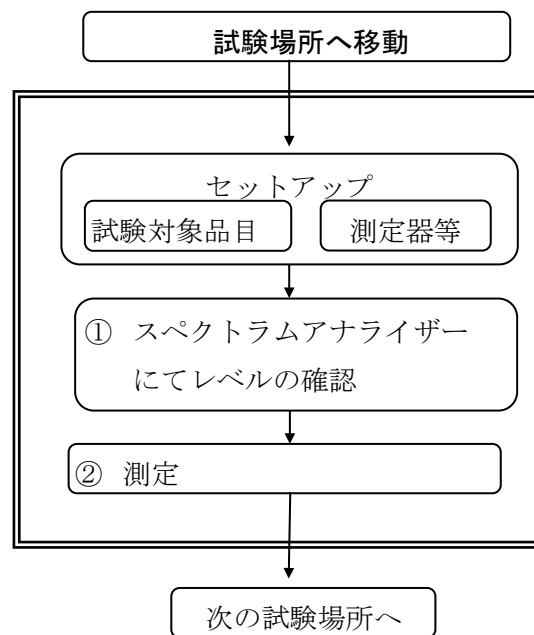 試験場所へ移動
セットアップ
試験対象品目
測定器等
① スペクトラムアナライザー
にてレベルの確認
② 測定
次の試験場所へ